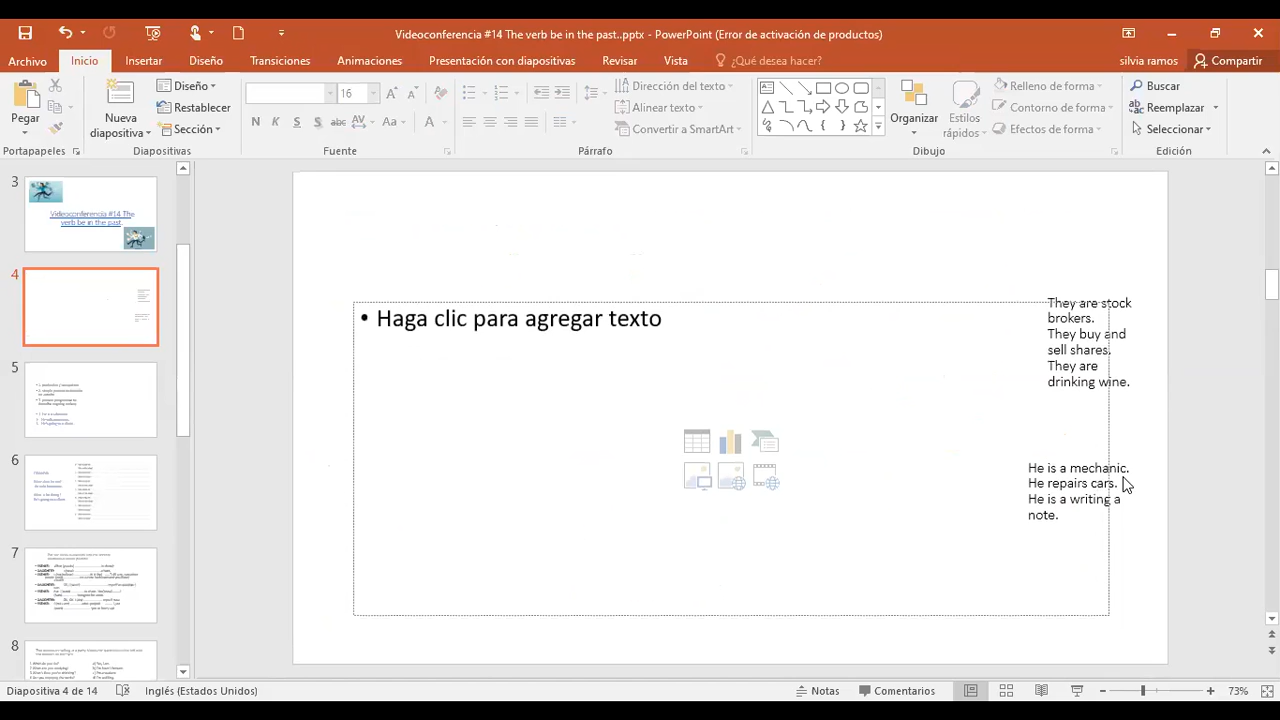 Videoconferencia #14 The verb be in the past..pptx - PowerPoint (Error de activación de productos)
Archivo
Inicio
Insertar
Diseño
Transiciones
Animaciones
Presentación con diapositivas
Revisar
Vista
¿Qué desea hacer?
silvia ramos
Compartir
Pegar
Nueva diapositiva
Diseño
Restablecer
Sección
16
N K S S abc AV Aa A
Dirección del texto
Alinear texto
Convertir a SmartArt
Organizar
Estilos rápidos
Relleno de forma
Contorno de forma
Efectos de forma
Buscar
Reemplazar
Seleccionar
Portapapeles
Diapositivas
Fuente
Párrafo
Dibujo
Edición
3
Videoconferencia #14 The
verb be in the past.
4
5
6
7
8
• Haga clic para agregar texto
They are stock
brokers.
They buy and
sell shares.
They are
drinking wine.
He is a mechanic.
He repairs cars.
He is a writing a
note.
Diapositiva 4 de 14
Inglés (Estados Unidos)
Notas
Comentarios
73%